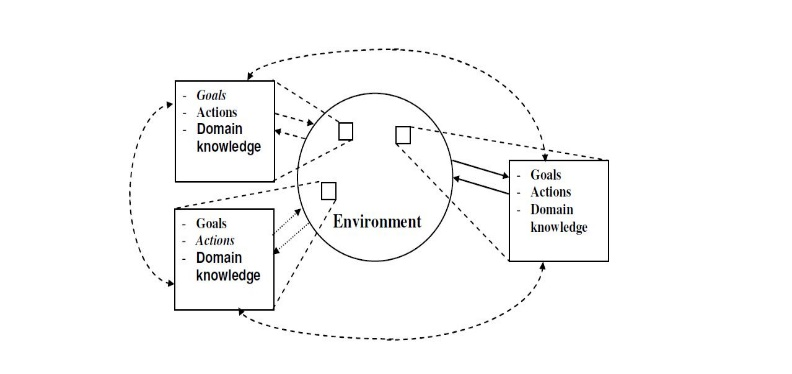 - Goals
- Actions
- Domain
knowledge
- Goals
- Actions
- Domain
knowledge
Environment
- Goals
- Actions
- Domain
knowledge